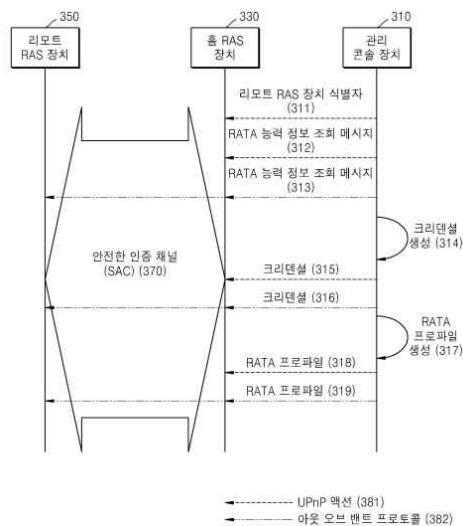 350
330
310
리모트
RAS 장치
홈 RAS
장치
관리
콘솔 장치
리모트 RAS 장치 식별자
(311)
RATA 능력 정보 조회 메시지
(312)
RATA 능력 정보 조회 메시지
(313)
크리덴셜
생성 (314)
안전한 인증 채널
(SAC) (370)
크리덴셜 (315)
크리덴셜 (316)
RATA
프로파일
생성 (317)
RATA 프로파일 (318)
RATA 프로파일 (319)
UPnP 액션 (381)
아웃 오브 밴트 프로토콜 (382)